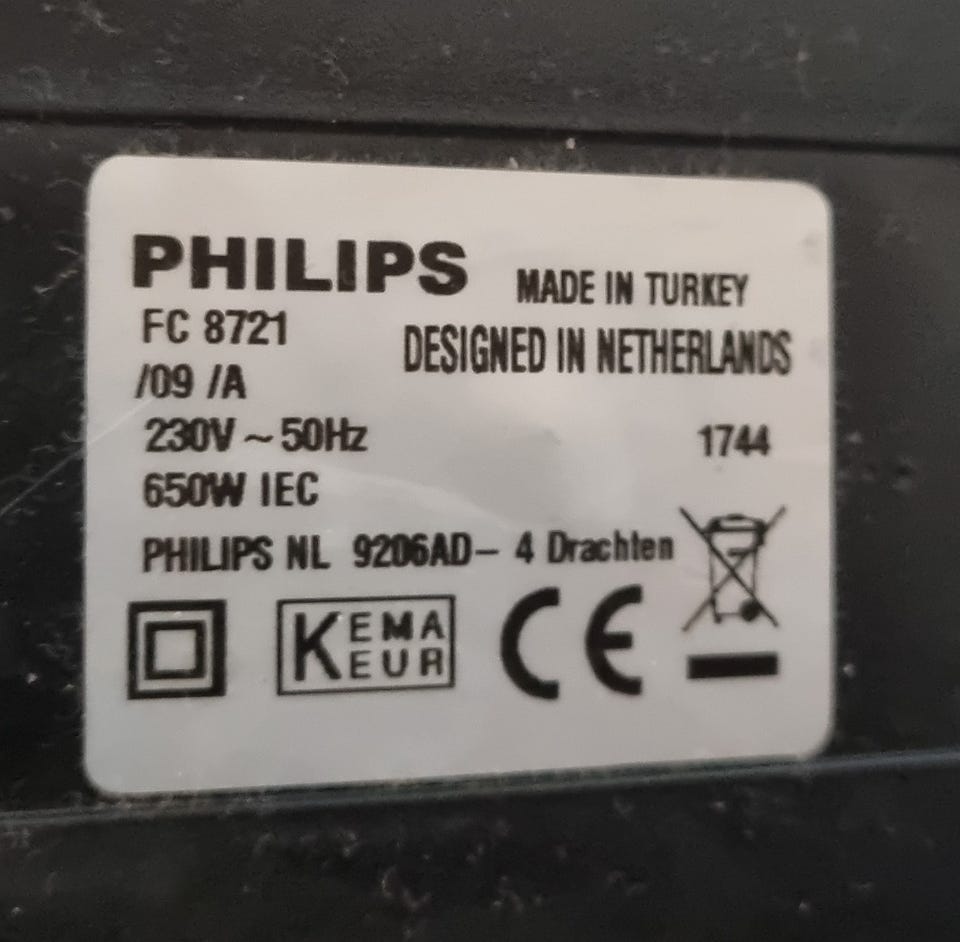 PHILIPS
MADE IN TURKEY
FC 8721
DESIGNED IN NETHERLANDS
/09 /A
230V ~ 50Hz
1744
650W IEC
PHILIPS NL 9206AD- 4 Drachten
KEMA
KEUR
CE